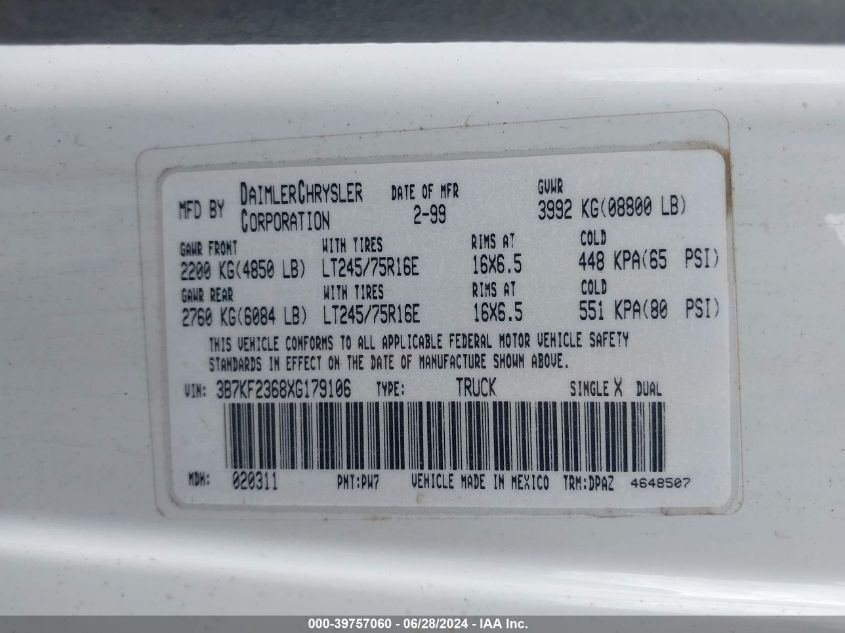 MFD BY DAIMLERCHRYSLER CORPORATION DATE OF MFR 2-99 GVWR 3992 KG(08800 LB)
GAWR FRONT WITH TIRES RIMS AT COLD
2200 KG(4850 LB) LT245/75R16E 16X6.5 448 KPA(65 PSI)
GAWR REAR WITH TIRES RIMS AT COLD
2760 KG(6084 LB) LT245/75R16E 16X6.5 551 KPA(80 PSI)
THIS VEHICLE CONFORMS TO ALL APPLICABLE FEDERAL MOTOR VEHICLE SAFETY
STANDARDS IN EFFECT ON THE DATE OF MANUFACTURE SHOWN ABOVE.
VIN: 3B7KF2368XG179106 TYPE: TRUCK SINGLE X DUAL
MDH: 020311 PNT:PW7 VEHICLE MADE IN MEXICO TRM:DPAZ 4648507
000-39757060 - 06/28/2024 - IAA Inc.